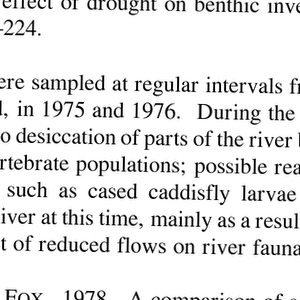 effect of drought on benthic inve
–224.
ere sampled at regular intervals f
d, in 1975 and 1976. During the
o desiccation of parts of the river
ertebrate populations; possible rea
such as cased caddisfly larvae
iver at this time, mainly as a resul
t of reduced flows on river fauna
FOX, 1978. A comparison of